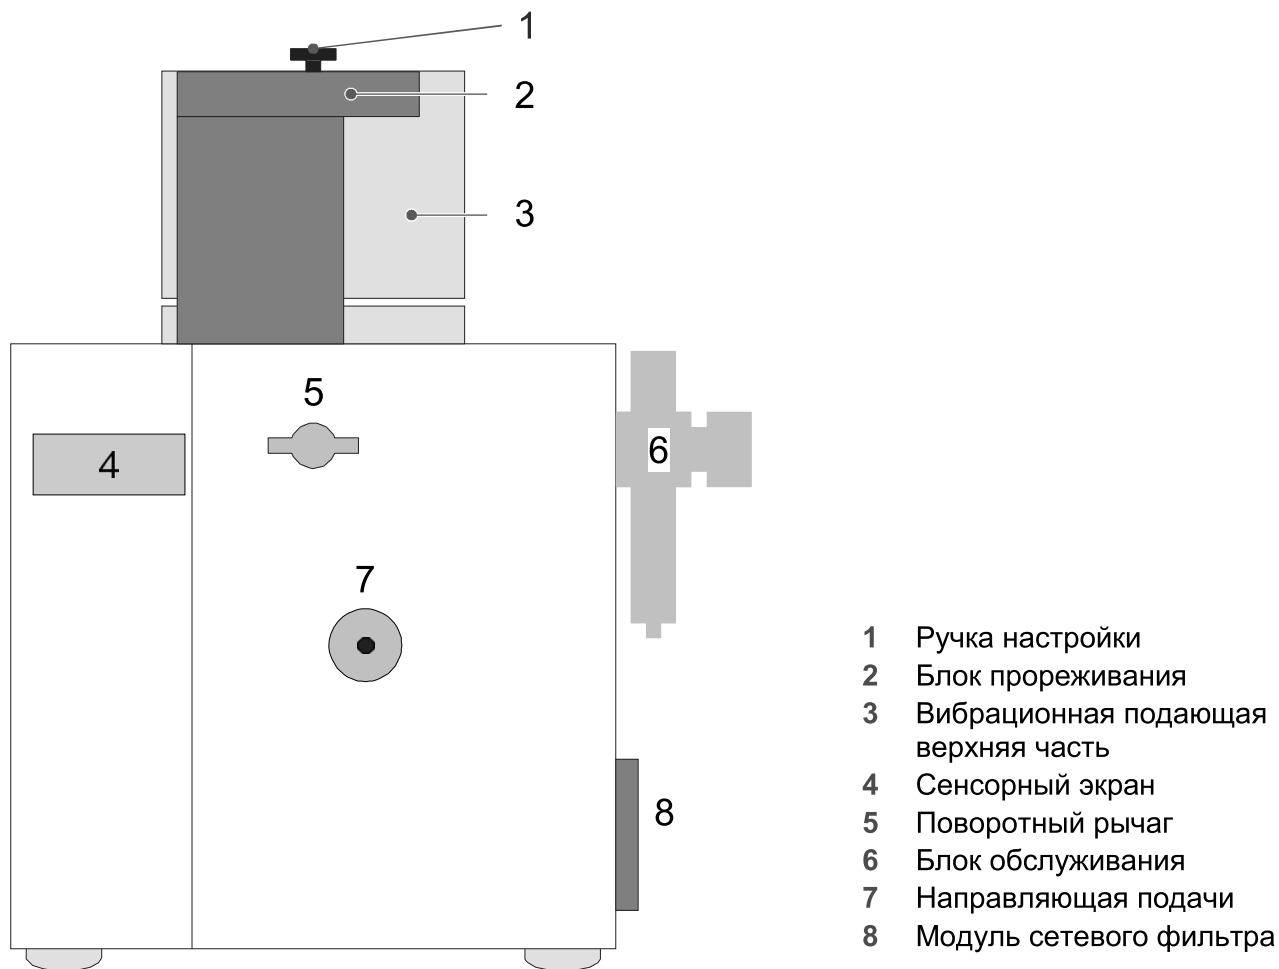 1
2
3
5
4
6
7
8
1 Ручка настройки
2 Блок прореживания
3 Вибрационная подающая
верхняя часть
4 Сенсорный экран
5 Поворотный рычаг
6 Блок обслуживания
7 Направляющая подачи
8 Модуль сетевого фильтра